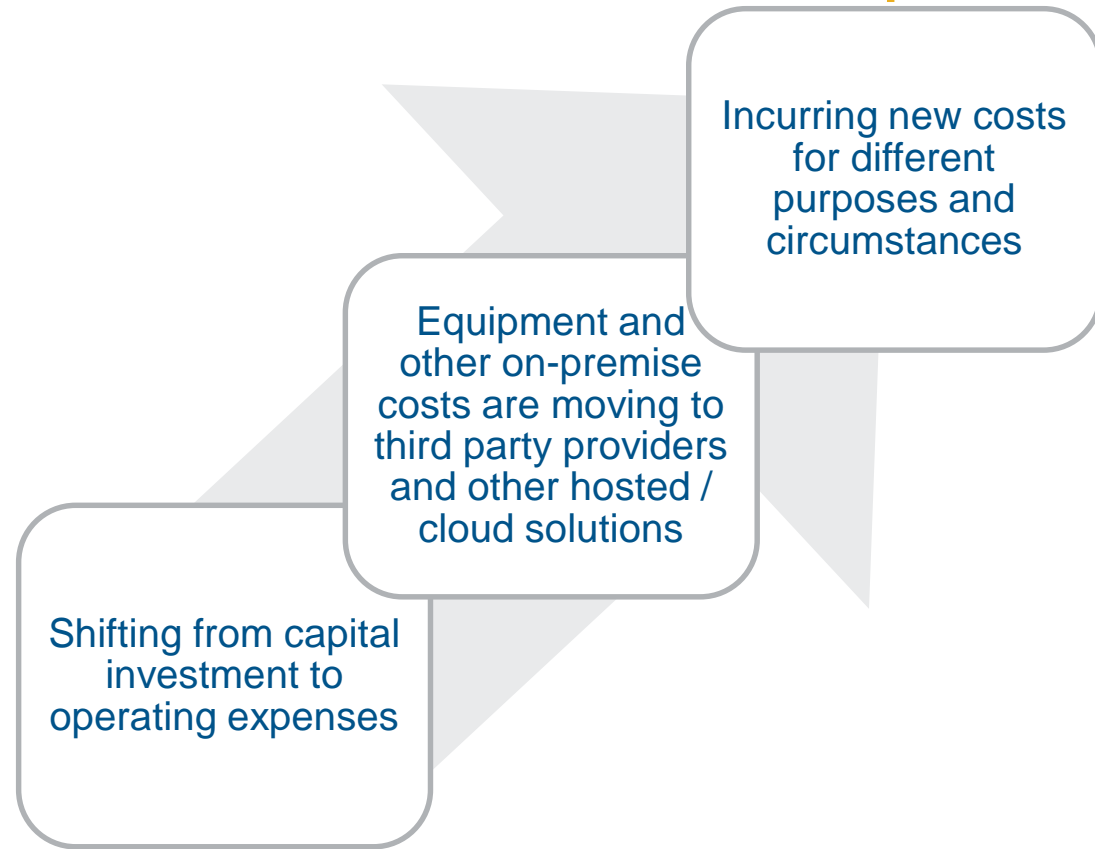 Incurring new costs
for different
purposes and
circumstances
Equipment and
other on-premise
costs are moving to
third party providers
and other hosted /
cloud solutions
Shifting from capital
investment to
operating expenses